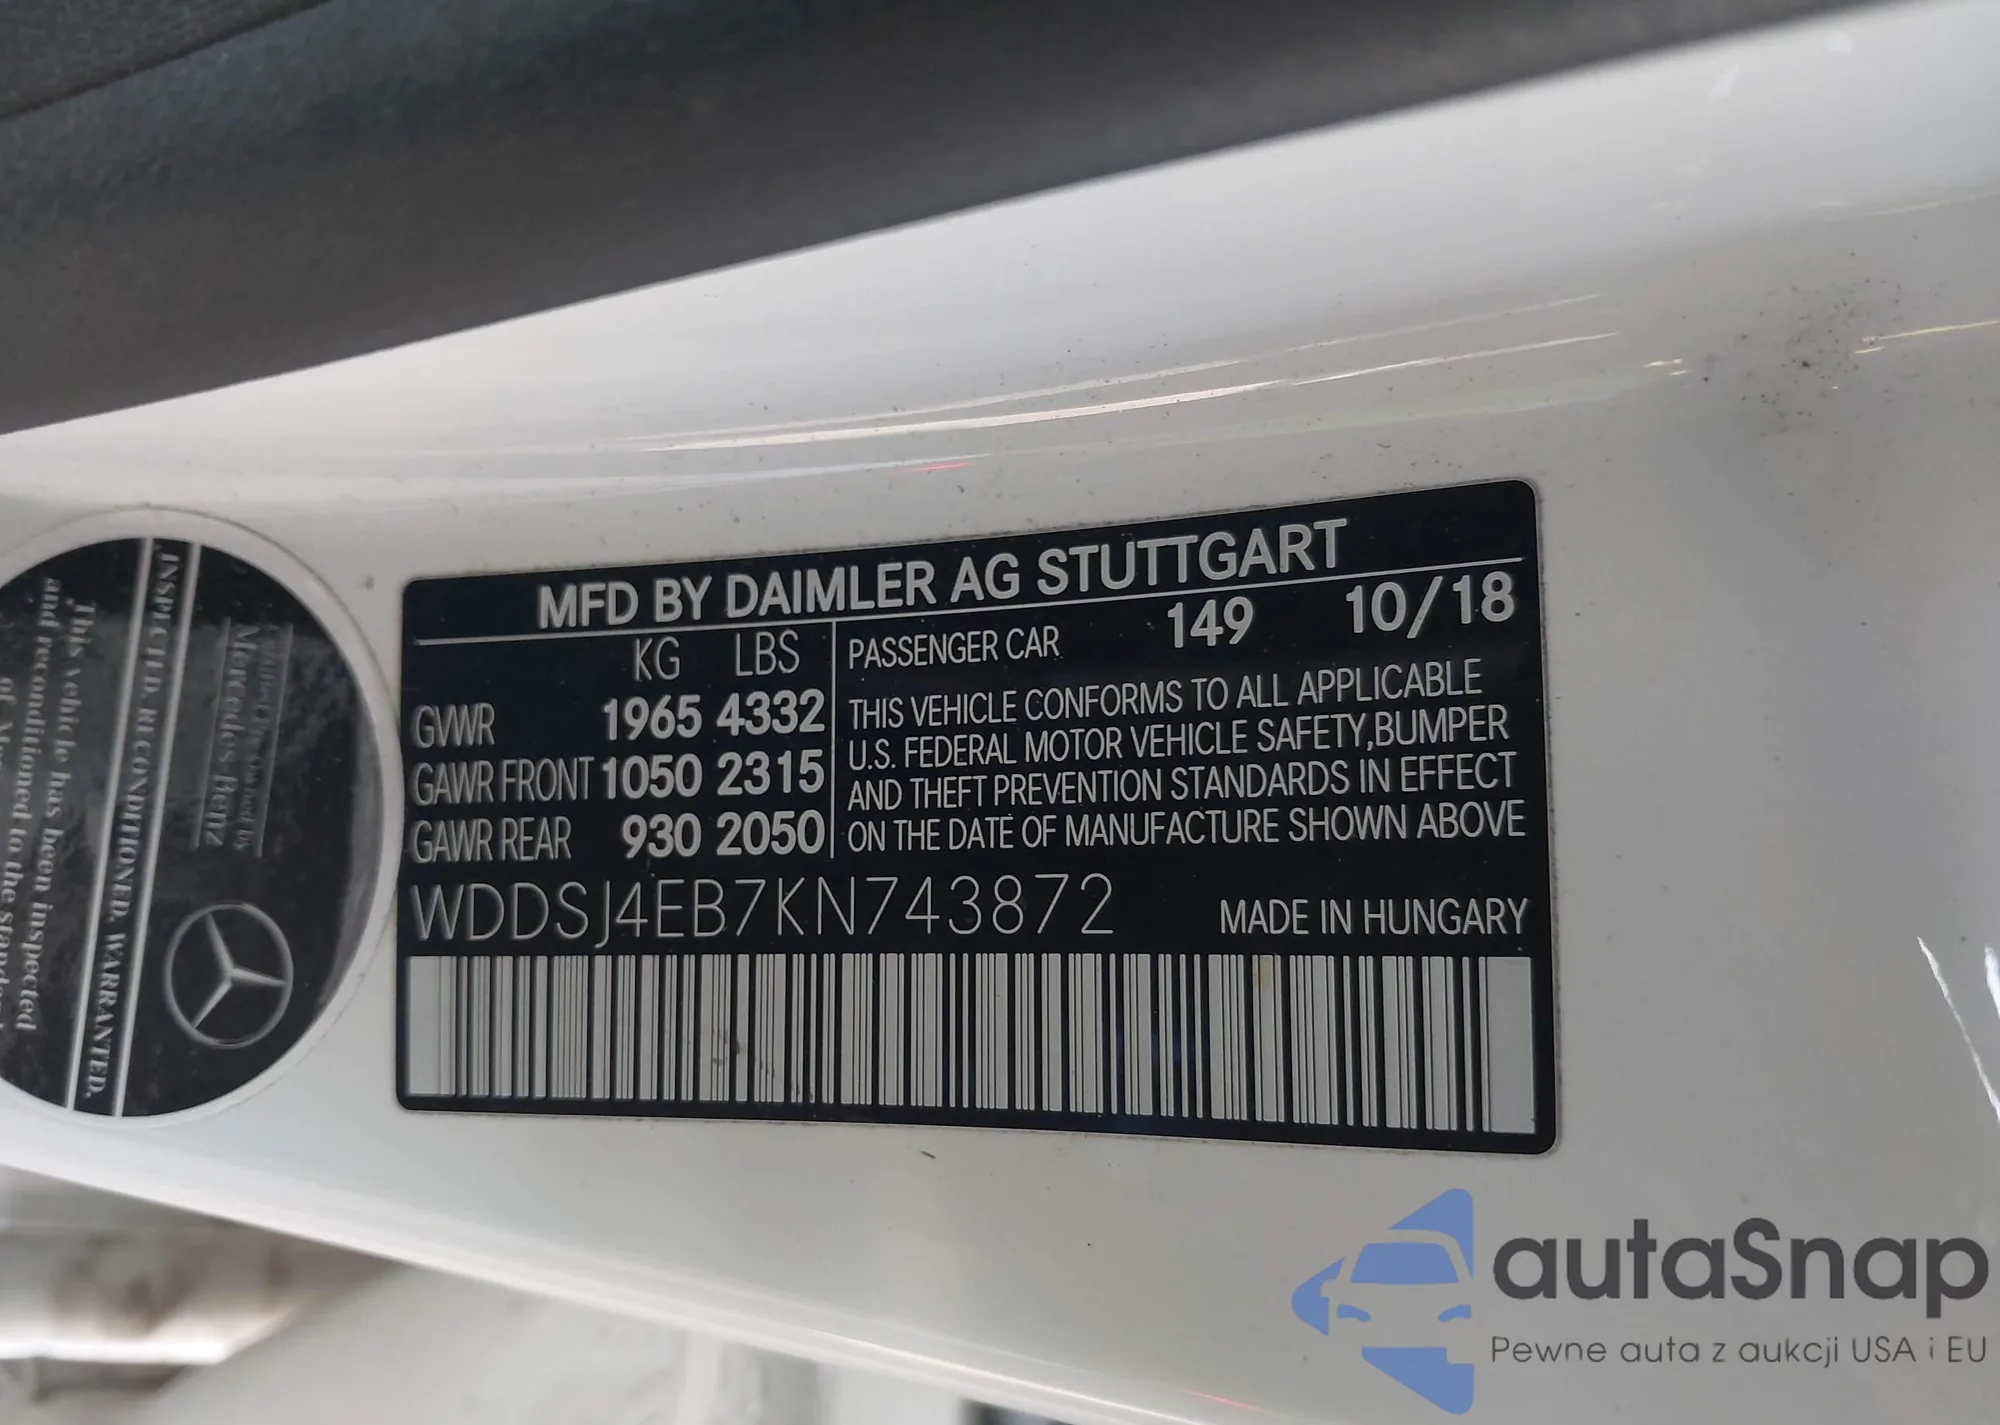 MFD BY DAIMLER AG STUTTGART
KG LBS
GVWR 1965 4332
GAWR FRONT 1050 2315
GAWR REAR 930 2050
PASSENGER CAR 149 10/18
THIS VEHICLE CONFORMS TO ALL APPLICABLE
U.S. FEDERAL MOTOR VEHICLE SAFETY,BUMPER
AND THEFT PREVENTION STANDARDS IN EFFECT
ON THE DATE OF MANUFACTURE SHOWN ABOVE
WDDSJ4EB7KN743872
MADE IN HUNGARY
Mercedes-Benz
INSPECTED. RECONDITIONED. WARRANTED.
This vehicle has been inspected
and reconditioned to the
autaSnap
Pewne auta z aukcji USA i EU